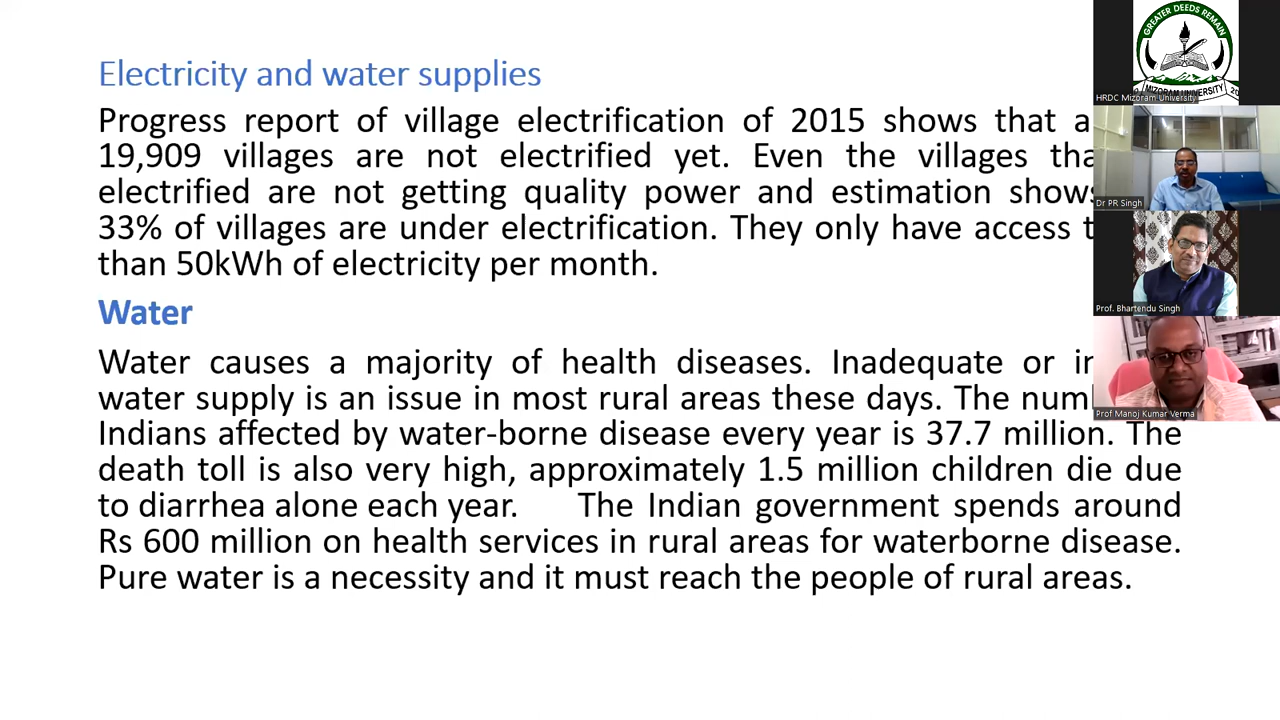 Electricity and water supplies
Progress report of village electrification of 2015 shows that
19,909 villages are not electrified yet. Even the villages
electrified are not getting quality power and estimation shows
33% of villages are under electrification. They only have access
than 50kWh of electricity per month.
Water
Water causes a majority of health diseases. Inadequate or
water supply is an issue in most rural areas these days. The
Indians affected by water-borne disease every year is 37.7 million. The
death toll is also very high, approximately 1.5 million children die due
to diarrhea alone each year. The Indian government spends around
Rs 600 million on health services in rural areas for waterborne disease.
Pure water is a necessity and it must reach the people of rural areas.
GREATER DEEDS REMAIN
MIZORAM UNIVERSITY
HRDC Mizoram University
Dr PR Singh
Prof. Bhartendu Singh
Prof Manoj Kumar Verma